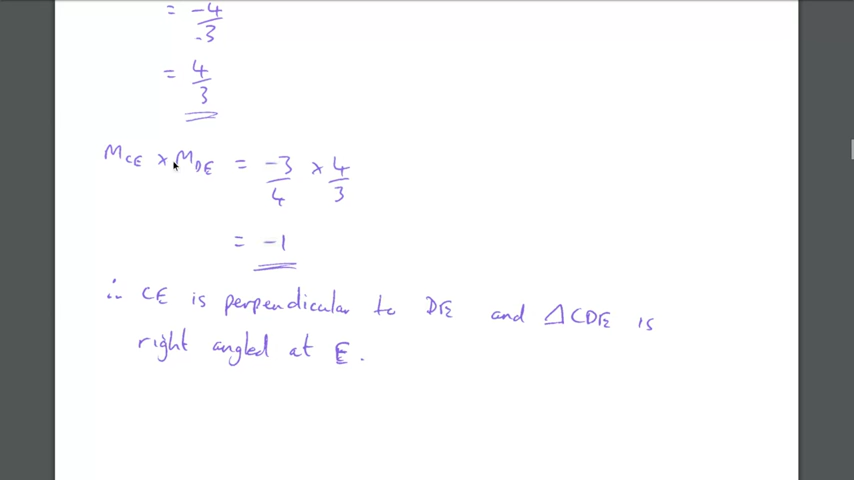 = -4/-3
= 4/3
M_CE × M_DE = -3/4 × 4/3
= -1
∴ CE is perpendicular to DE and △CDE is
right angled at E.